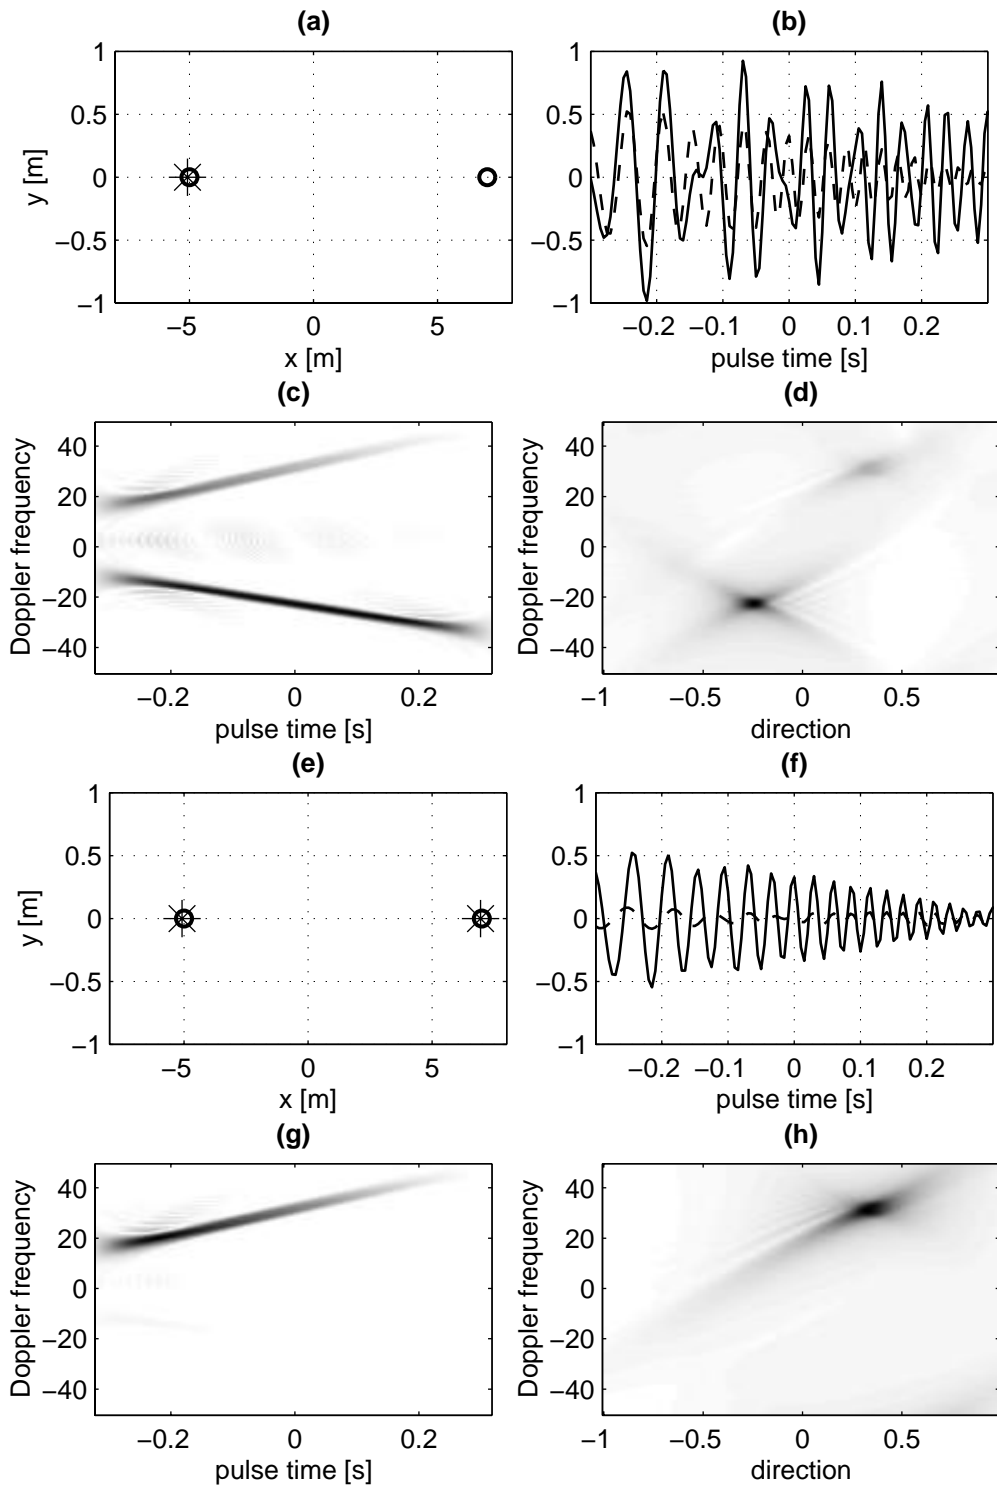 (a)
1
0.5
0
−0.5
−1
y [m]
−5 0 5
x [m]
(b)
1
0.5
0
−0.5
−1
−0.2 −0.1 0 0.1 0.2
pulse time [s]
(c)
40
20
0
−20
−40
Doppler frequency
−0.2 0 0.2
pulse time [s]
(d)
40
20
0
−20
−40
Doppler frequency
−1 −0.5 0 0.5
direction
(e)
1
0.5
0
−0.5
−1
y [m]
−5 0 5
x [m]
(f)
1
0.5
0
−0.5
−1
−0.2 −0.1 0 0.1 0.2
pulse time [s]
(g)
40
20
0
−20
−40
Doppler frequency
−0.2 0 0.2
pulse time [s]
(h)
40
20
0
−20
−40
Doppler frequency
−1 −0.5 0 0.5
direction